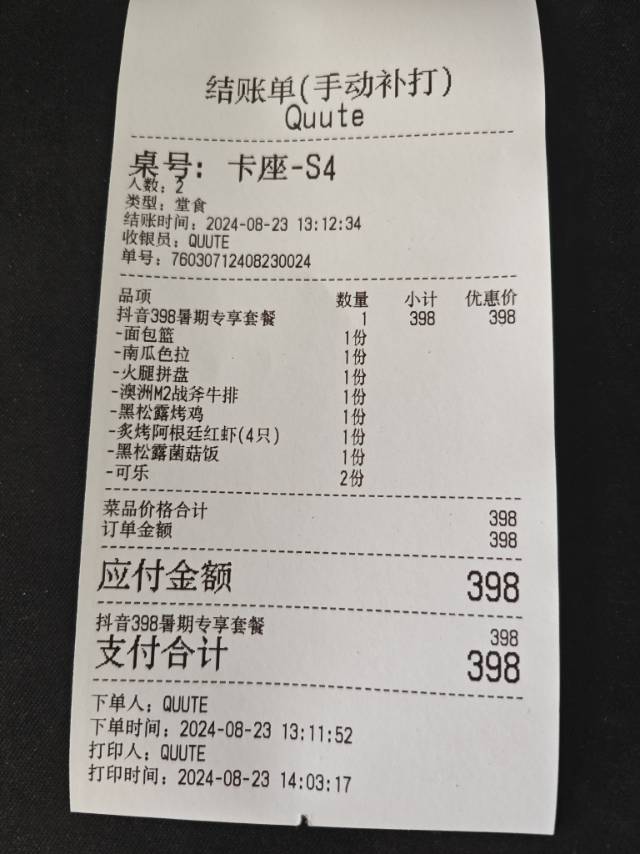 结账单(手动补打)
Quute
桌号: 卡座-S4
人数: 2
类型: 堂食
结账时间: 2024-08-23 13:12:34
收银员: QUUTE
单号: 76030712408230024
品项 数量 小计 优惠价
抖音398暑期专享套餐 1 398 398
-面包篮 1份
-南瓜色拉 1份
-火腿拼盘 1份
-澳洲M2战斧牛排 1份
-黑松露烤鸡 1份
-炙烤阿根廷红虾(4只) 1份
-黑松露菌菇饭 1份
-可乐 2份
菜品价格合计 398
订单金额 398
应付金额 398
抖音398暑期专享套餐 398
支付合计 398
下单人: QUUTE
下单时间: 2024-08-23 13:11:52
打印人: QUUTE
打印时间: 2024-08-23 14:03:17